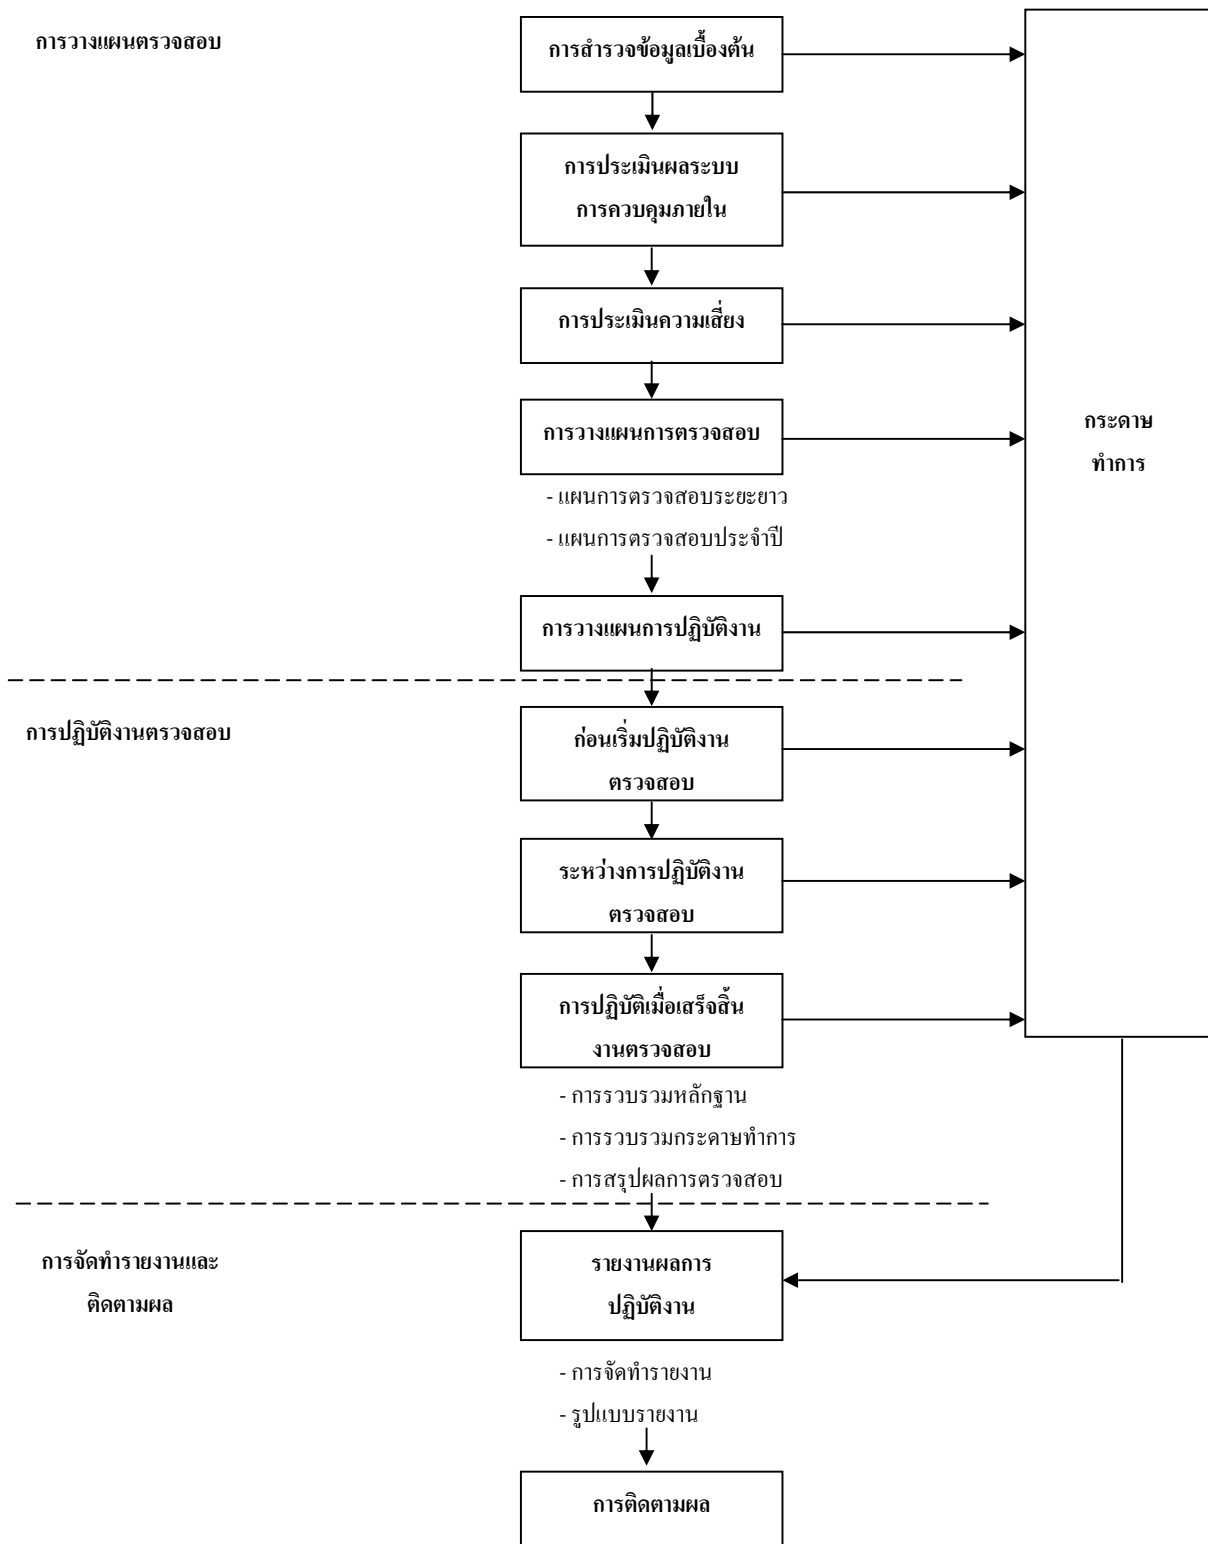 การวางแผนตรวจสอบ
การสำรวจข้อมูลเบื้องต้น
การประเมินผลระบบ
การควบคุมภายใน
การประเมินความเสี่ยง
การวางแผนการตรวจสอบ
- แผนการตรวจสอบระยะยาว
- แผนการตรวจสอบประจำปี
การวางแผนการปฏิบัติงาน
กระดาษ
ทำการ
การปฏิบัติงานตรวจสอบ
ก่อนเริ่มปฏิบัติงาน
ตรวจสอบ
ระหว่างการปฏิบัติงาน
ตรวจสอบ
การปฏิบัติเมื่อเสร็จสิ้น
งานตรวจสอบ
- การรวบรวมหลักฐาน
- การรวบรวมกระดาษทำการ
- การสรุปผลการตรวจสอบ
การจัดทำรายงานและ
ติดตามผล
รายงานผลการ
ปฏิบัติงาน
- การจัดทำรายงาน
- รูปแบบรายงาน
การติดตามผล